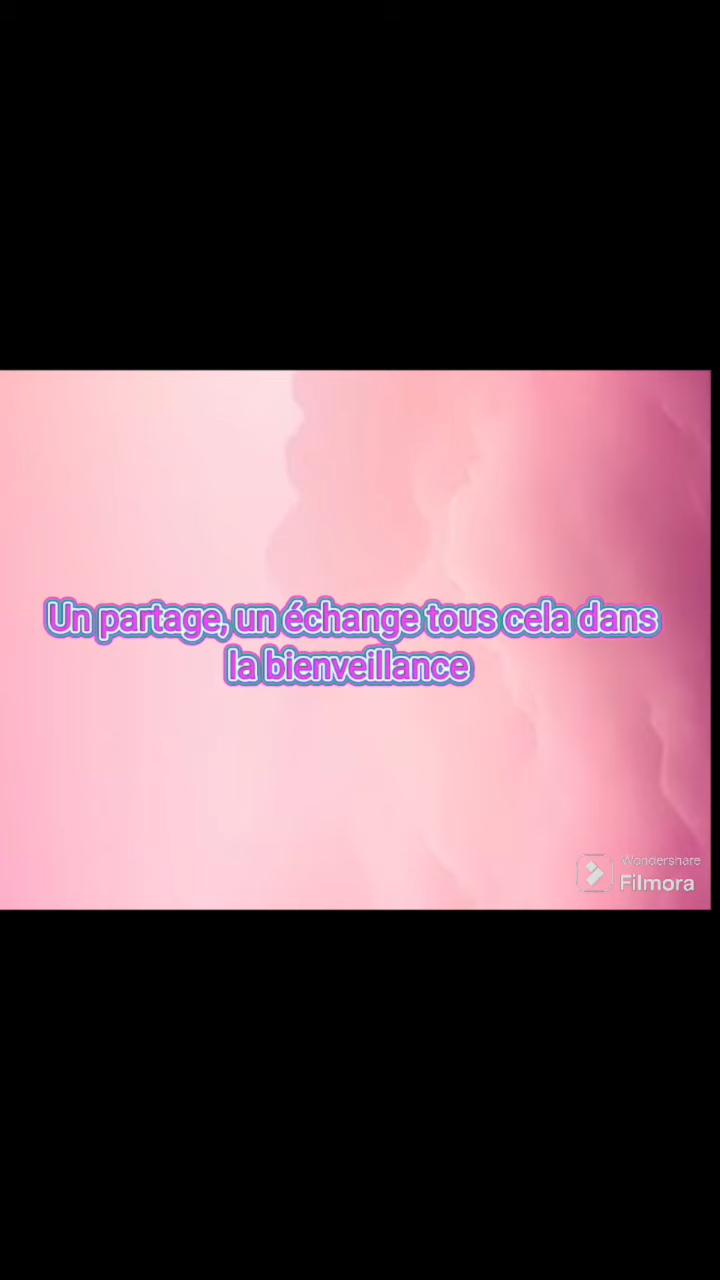 Un partage, un échange tous cela dans
la bienveillance
Wondershare
Filmora